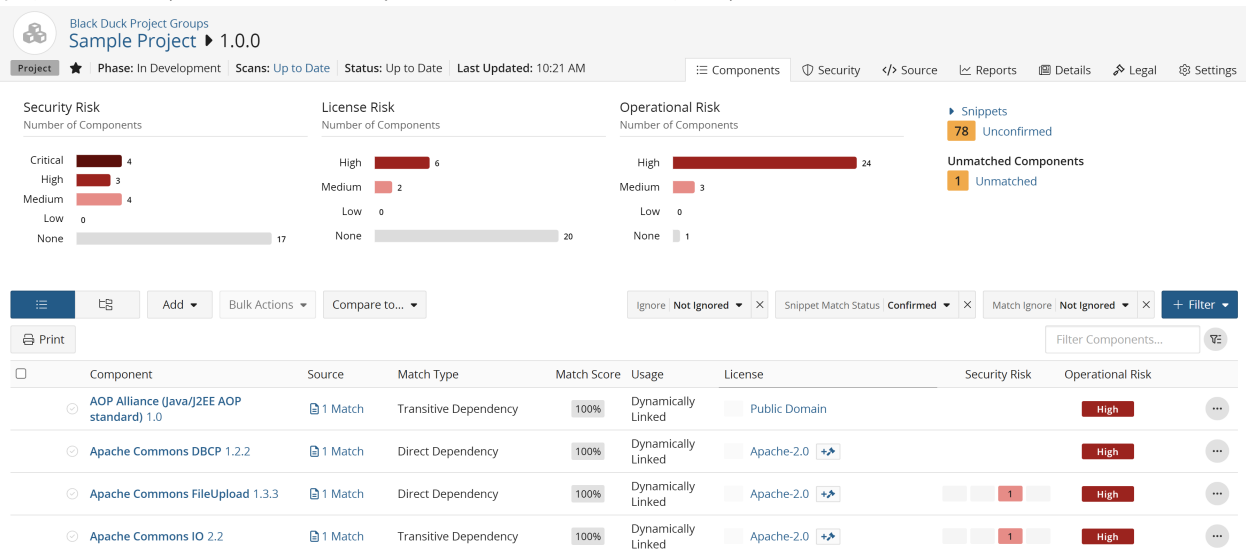 Black Duck Project Groups
Sample Project 1.0.0
Project Phase: In Development Scans: Up to Date Status: Up to Date Last Updated: 10:21 AM
Components Security Source Reports Details Legal Settings
Security Risk
Number of Components
Critical 4
High 3
Medium 4
Low 0
None 17
License Risk
Number of Components
High 6
Medium 2
Low 0
None 20
Operational Risk
Number of Components
High 24
Medium 3
Low 0
None 1
Snippets
78 Unconfirmed
Unmatched Components
1 Unmatched
Add Bulk Actions Compare to... Ignore Not Ignored Snippet Match Status Confirmed Match Ignore Not Ignored + Filter
Print Filter Components...
Component Source Match Type Match Score Usage License Security Risk Operational Risk
AOP Alliance (Java/J2EE AOP
standard) 1.0
1 Match Transitive Dependency 100%
Dynamically
Linked
Public Domain High
Apache Commons DBCP 1.2.2 1 Match Direct Dependency 100%
Dynamically
Linked
Apache-2.0 High
Apache Commons FileUpload 1.3.3 1 Match Direct Dependency 100%
Dynamically
Linked
Apache-2.0 1 High
Apache Commons IO 2.2 1 Match Transitive Dependency 100%
Dynamically
Linked
Apache-2.0 1 High